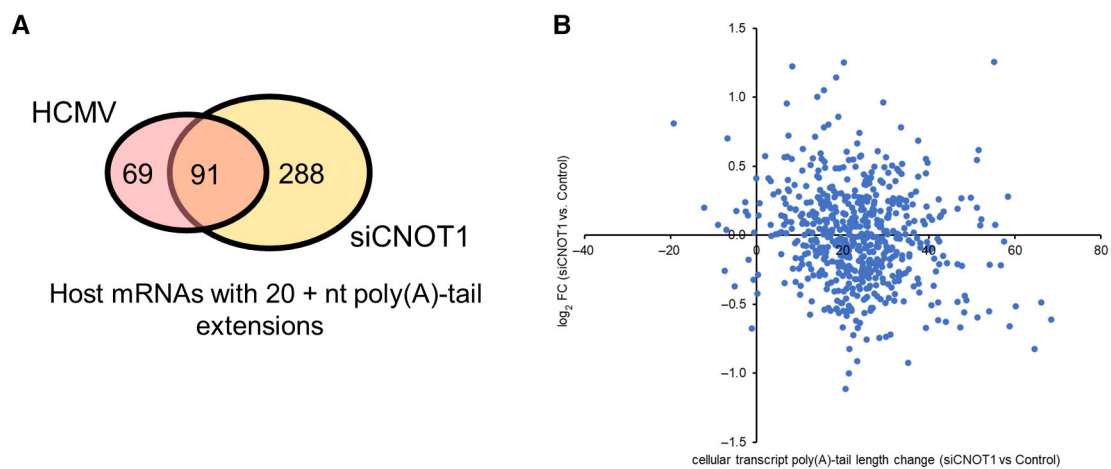 A
HCMV
69
91
288
siCNOT1
Host mRNAs with 20 + nt poly(A)-tail
extensions
B
log2 FC (siCNOT1 vs. Control)
1.5
1.0
0.5
0.0
–0.5
–1.0
–1.5
–40
–20
0
20
40
60
80
cellular transcript poly(A)-tail length change (siCNOT1 vs Control)